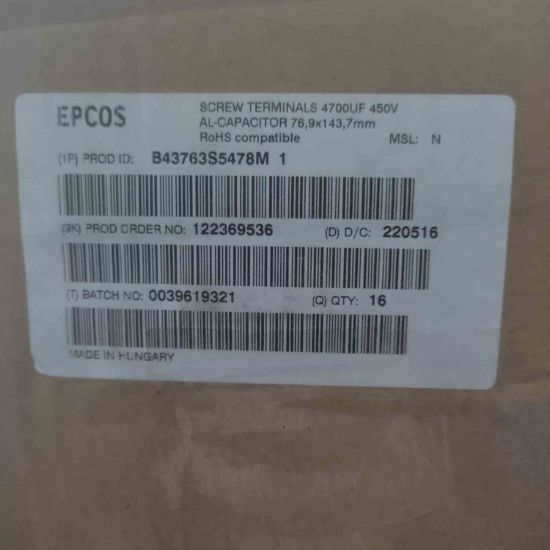 EPCOS
SCREW TERMINALS 4700UF 450V
AL-CAPACITOR 76,9x143,7mm
RoHS compatible MSL: N
(1P) PROD ID: B43763S5478M 1
(9K) PROD ORDER NO: 122369536 (D) D/C: 220516
(T) BATCH NO: 0039619321 (Q) QTY: 16
MADE IN HUNGARY